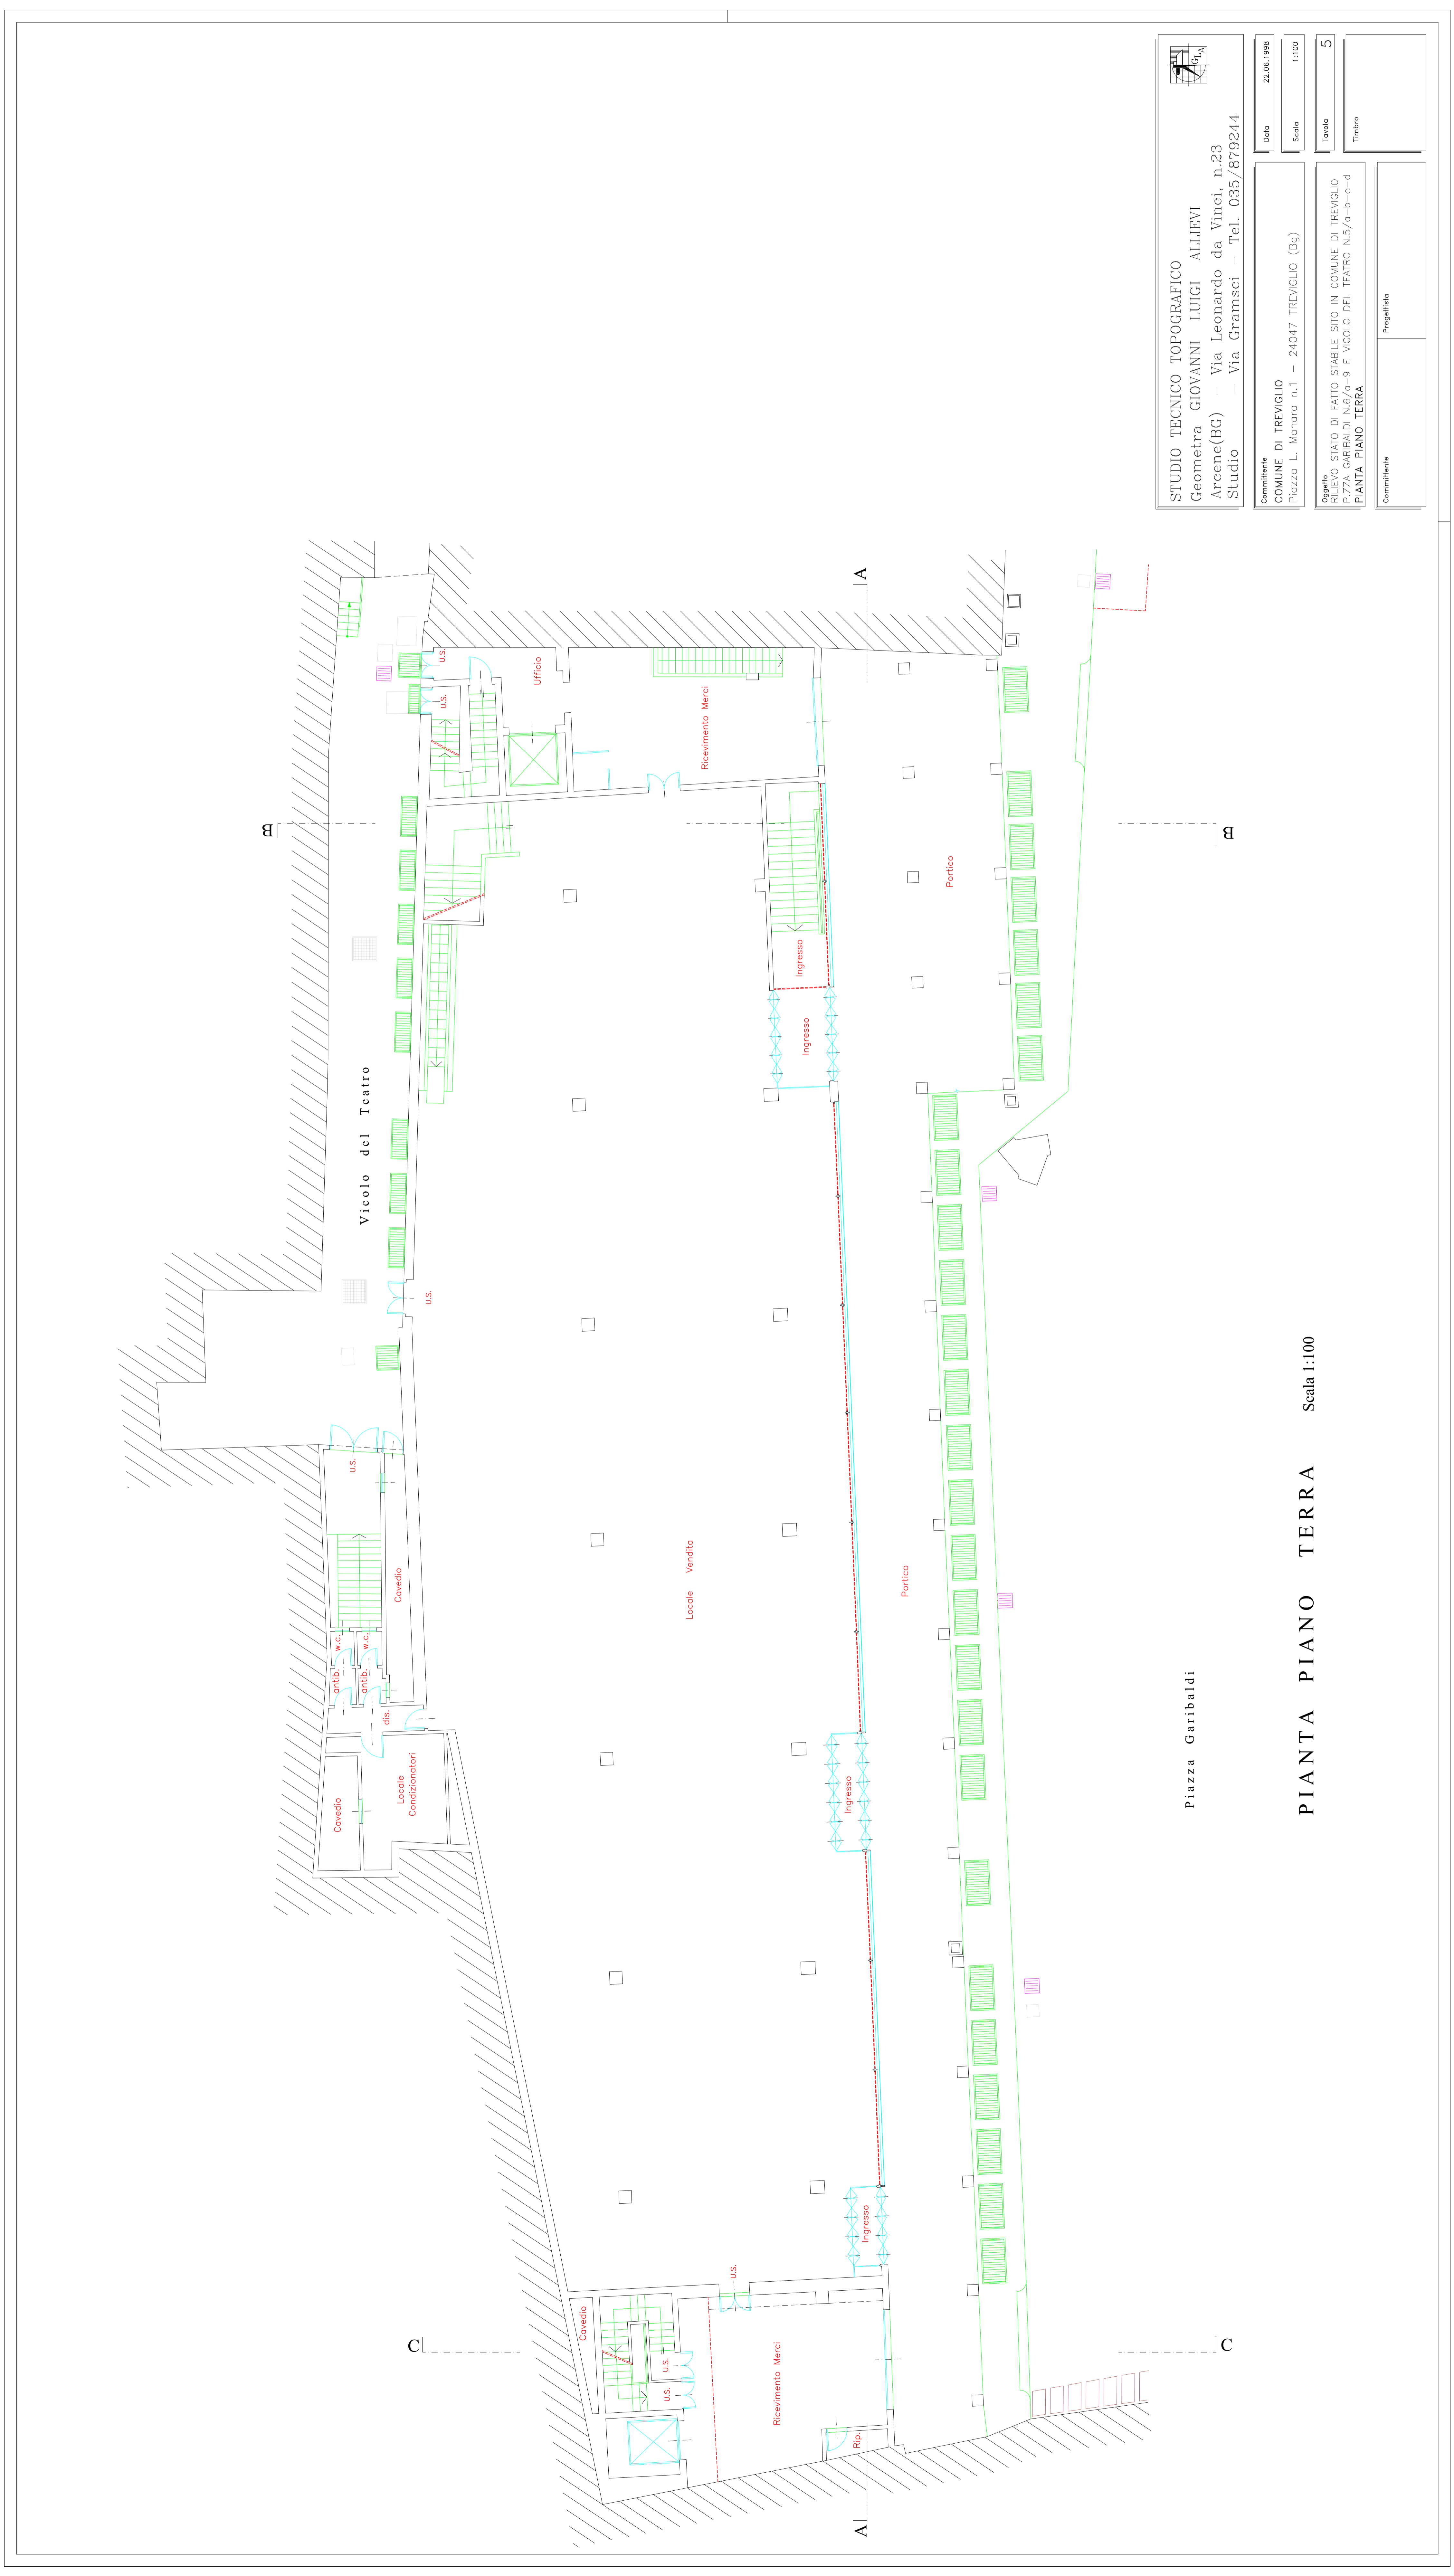 STUDIO TECNICO TOPOGRAFICO
Geometra GIOVANNI LUIGI ALLIEVI
Arcene(BG) - Via Leonardo da Vinci, n.23
Studio - Via Gramsci - Tel. 035/879244
GLA
Committente
COMUNE DI TREVIGLIO
Piazza L. Manara n.1 - 24047 TREVIGLIO (Bg)
Data 22.06.1998
Scala 1:100
Oggetto
RILIEVO STATO DI FATTO STABILE SITO IN COMUNE DI TREVIGLIO
P.ZZA GARIBALDI N.6/a-9 E VICOLO DEL TEATRO N.5/a-b-c-d
PIANTA PIANO TERRA
Tavola 5
Timbro
Committente
Progettista
Vicolo del Teatro
U.S.
U.S.
Ufficio
Ricevimento Merci
A
B
B
Portico
Ingresso
Ingresso
U.S.
U.S.
Cavedio
w.c.
w.c.
antib.
antib.
dis.
Locale
Condizionatori
Cavedio
Locale Vendita
Portico
Ingresso
Ingresso
U.S.
Cavedio
U.S.
U.S.
Ricevimento Merci
Rip.
C
C
A
Piazza Garibaldi
PIANTA PIANO TERRA Scala 1:100